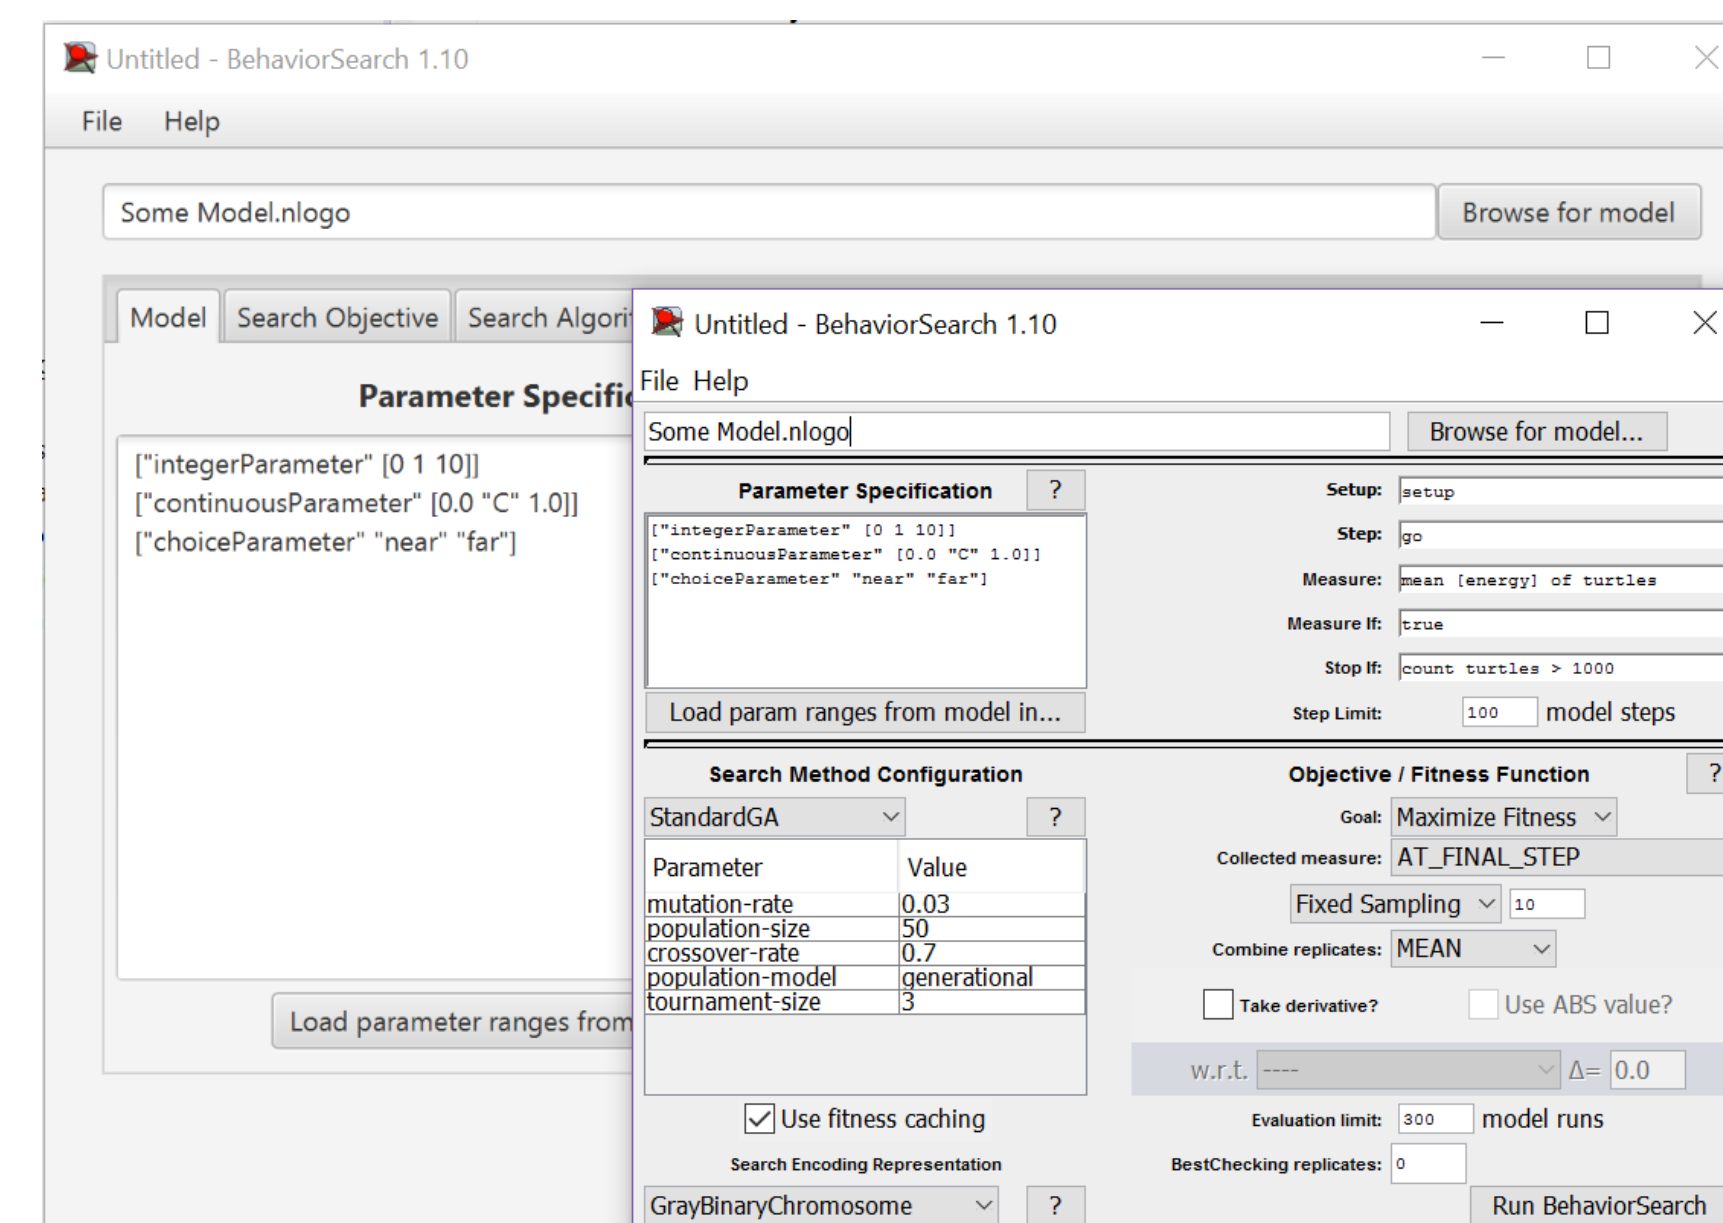 Untitled - BehaviorSearch 1.10
File Help
Some Model.nlogo Browse for model
Model Search Objective Search
Parameter
["integerParameter" [0 1 10]]
["continuousParameter" [0.0 "C" 1.0]]
["choiceParameter" "near" "far"]
Load parameter ranges from
Untitled - BehaviorSearch 1.10
File Help
Some Model.nlogo Browse for model...
Parameter Specification ?
["integerParameter" [0 1 10]]
["continuousParameter" [0.0 "C" 1.0]]
["choiceParameter" "near" "far"]
Load param ranges from model in...
Setup: setup
Step: go
Measure: mean [energy] of turtles
Measure If: true
Stop If: count turtles > 1000
Step Limit: 100 model steps
Search Method Configuration
StandardGA ?
Parameter Value
mutation-rate 0.03
population-size 50
crossover-rate 0.7
population-model generational
tournament-size 3
Use fitness caching
Search Encoding Representation
GrayBinaryChromosome ?
Objective / Fitness Function ?
Goal: Maximize Fitness
Collected measure: AT_FINAL_STEP
Fixed Sampling 10
Combine replicates: MEAN
Take derivative? Use ABS value?
w.r.t. ---- Δ= 0.0
Evaluation limit: 300 model runs
BestChecking replicates: 0
Run BehaviorSearch